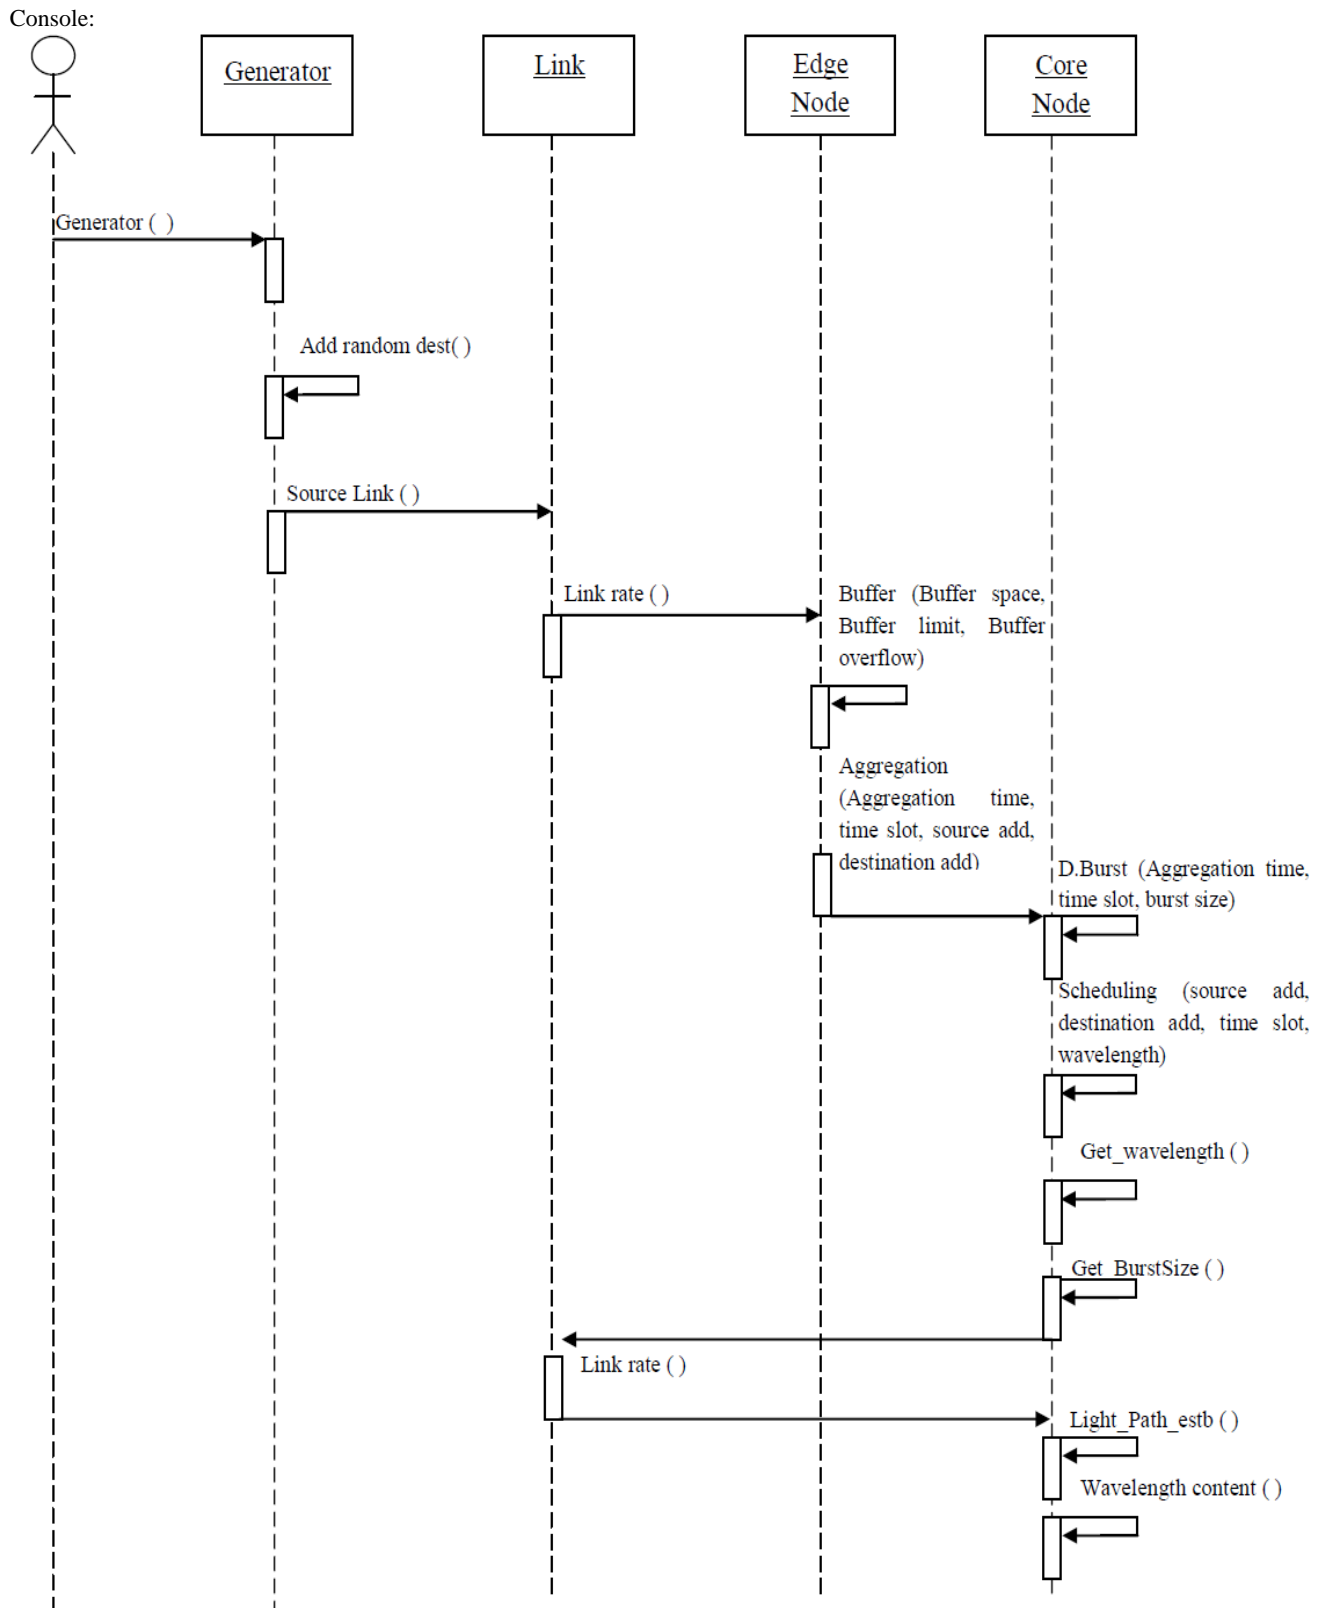 Console:
Generator
Link
Edge
Node
Core
Node
Generator ( )
Add random dest( )
Source Link ( )
Link rate ( )
Buffer (Buffer space,
Buffer limit, Buffer
overflow)
Aggregation
(Aggregation time,
time slot, source add,
destination add)
D.Burst (Aggregation time,
time slot, burst size)
Scheduling (source add,
destination add, time slot,
wavelength)
Get_wavelength ( )
Get_BurstSize ( )
Link rate ( )
Light_Path_estb ( )
Wavelength content ( )